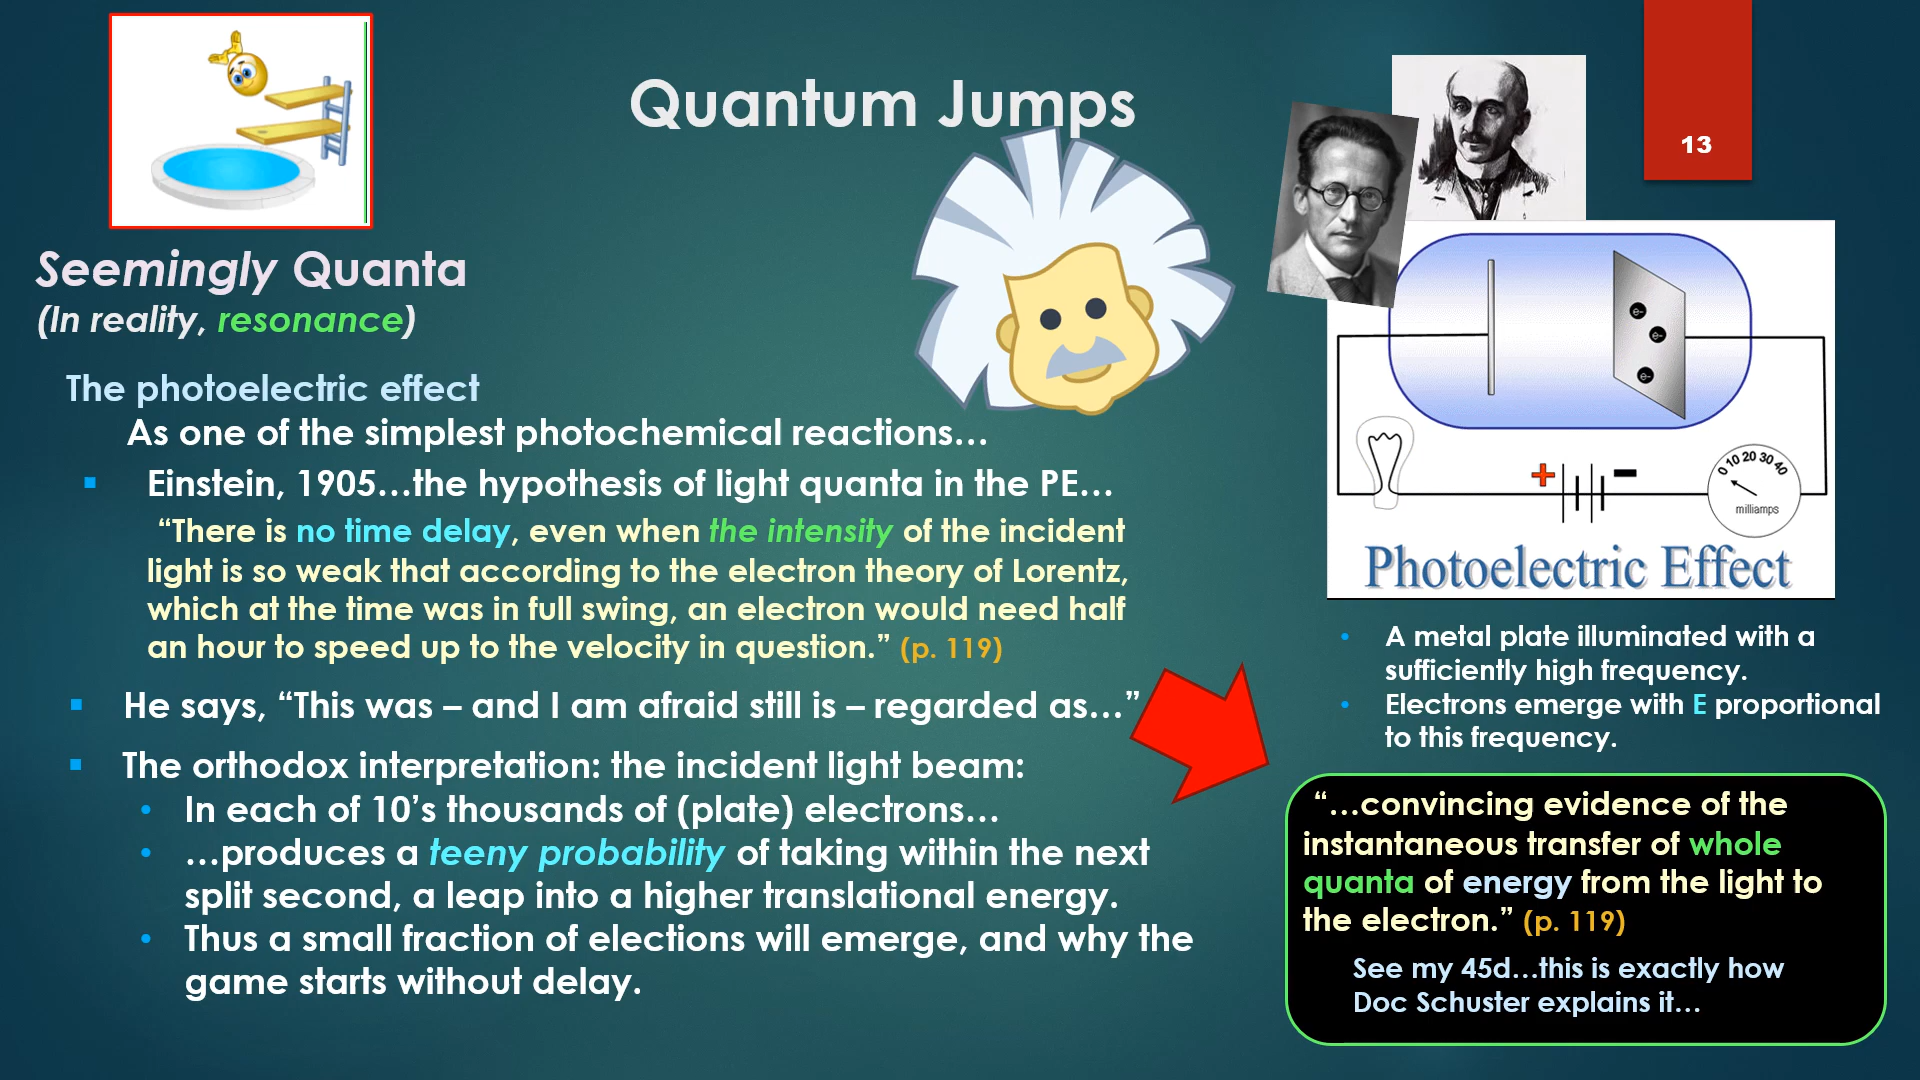 Quantum Jumps
13
Seemingly Quanta
(In reality, resonance)
The photoelectric effect
As one of the simplest photochemical reactions…
Einstein, 1905…the hypothesis of light quanta in the PE…
“There is no time delay, even when the intensity of the incident
light is so weak that according to the electron theory of Lorentz,
which at the time was in full swing, an electron would need half
an hour to speed up to the velocity in question.” (p. 119)
He says, “This was – and I am afraid still is – regarded as…”
The orthodox interpretation: the incident light beam:
In each of 10’s thousands of (plate) electrons…
…produces a teeny probability of taking within the next
split second, a leap into a higher translational energy.
Thus a small fraction of elections will emerge, and why the
game starts without delay.
e-
e-
e-
+
0 10 20 30 40
milliamps
Photoelectric Effect
A metal plate illuminated with a
sufficiently high frequency.
Electrons emerge with E proportional
to this frequency.
“…convincing evidence of the
instantaneous transfer of whole
quanta of energy from the light to
the electron.” (p. 119)
See my 45d…this is exactly how
Doc Schuster explains it…